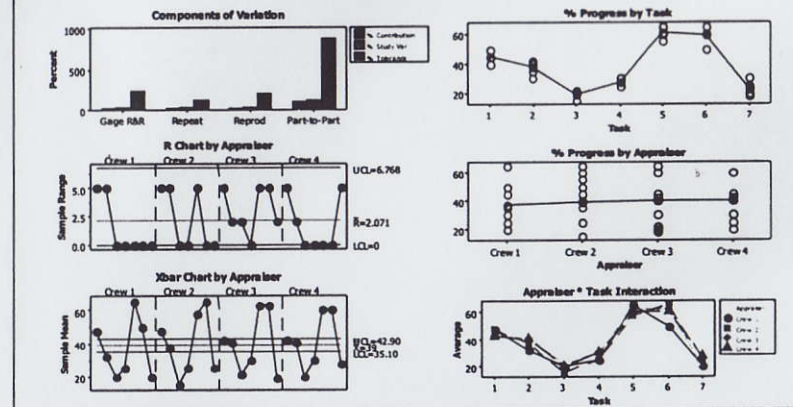 Components of Variation
Percent
1000
500
0
% Contribution
% Study Var
% Tolerance
Gage R&R
Repeat
Reprod
Part-to-Part
R Chart by Appraiser
Crew 1
Crew 2
Crew 3
Crew 4
Sample Range
5.0
2.5
0.0
UCL=6.768
R=2.071
LCL=0
Xbar Chart by Appraiser
Crew 1
Crew 2
Crew 3
Crew 4
Sample Mean
60
40
20
UCL=42.90
LCL=35.10
% Progress by Task
60
40
20
1
2
3
4
5
6
7
Task
% Progress by Appraiser
60
40
20
Crew 1
Crew 2
Crew 3
Crew 4
Appraiser
Appraiser * Task Interaction
Average
60
40
20
1
2
3
4
5
6
7
Task
Appraiser
Crew 1
Crew 2
Crew 3
Crew 4